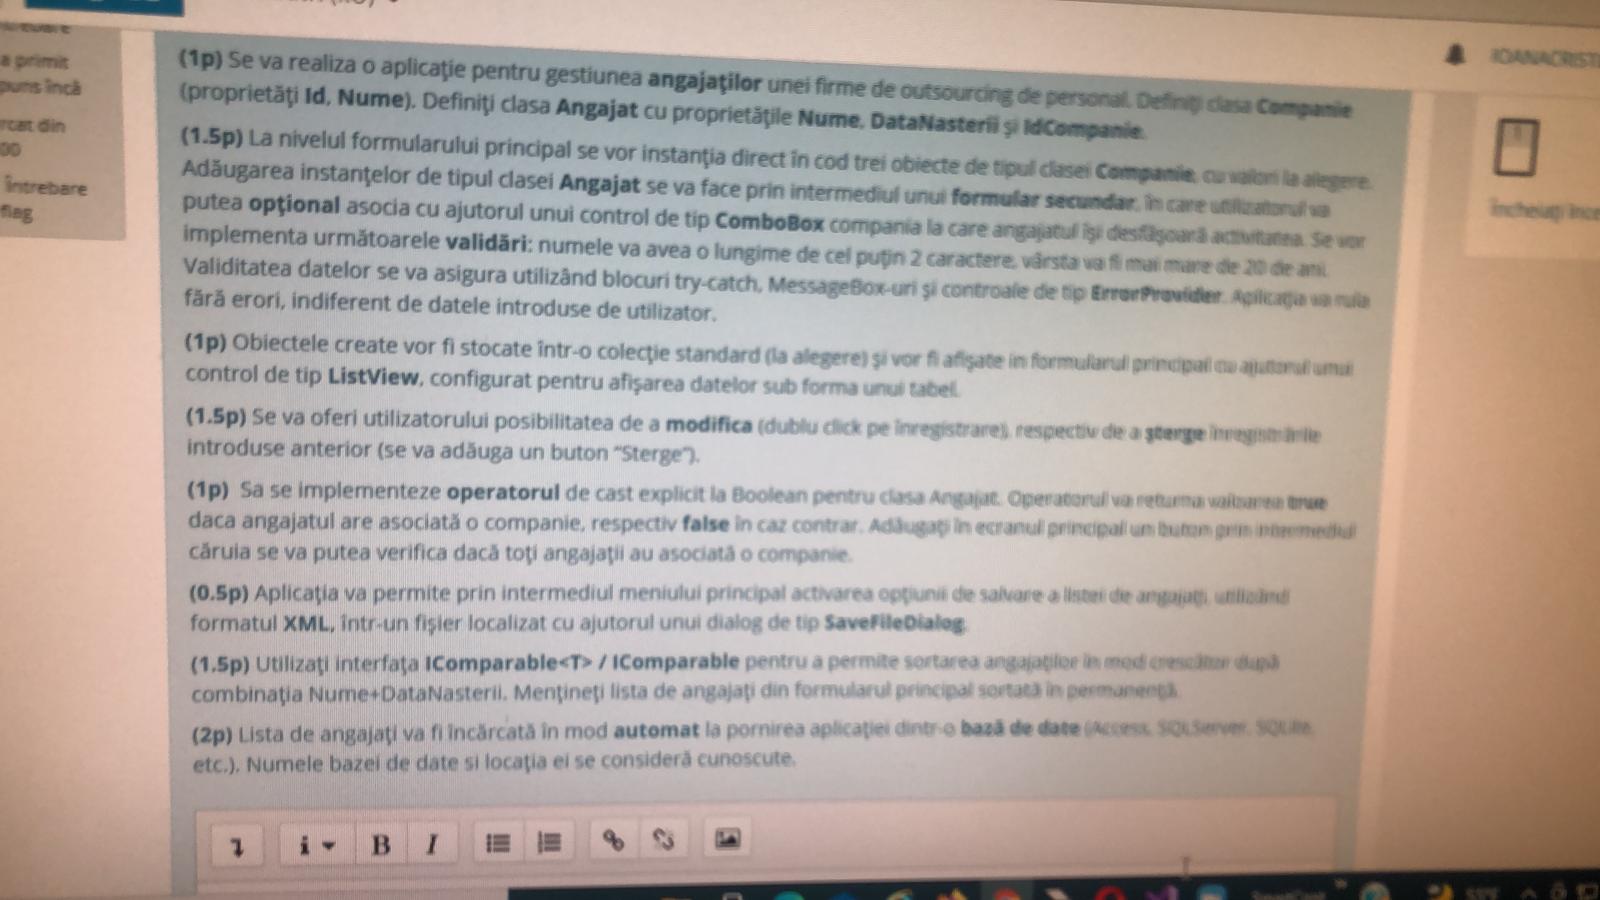 a primit
puns încă
rcat din
00
întrebare
flag
(1p) Se va realiza o aplicaţie pentru gestiunea angajaţilor unei firme de outsourcing de personal. Definiţi clasa Companie
(proprietăţi Id, Nume). Definiţi clasa Angajat cu proprietăţile Nume, DataNasterii şi IdCompanie.
(1.5p) La nivelul formularului principal se vor instanţia direct în cod trei obiecte de tipul clasei Companie, cu valori la alegere.
Adăugarea instanţelor de tipul clasei Angajat se va face prin intermediul unui formular secundar, în care utilizatorul va
putea opţional asocia cu ajutorul unui control de tip ComboBox compania la care angajatul îşi desfăşoară activitatea. Se vor
implementa următoarele validări: numele va avea o lungime de cel puţin 2 caractere, vârsta va fi mai mare de 20 de ani.
Validitatea datelor se va asigura utilizând blocuri try-catch, MessageBox-uri şi controale de tip ErrorProvider. Aplicaţia va rula
fără erori, indiferent de datele introduse de utilizator.
(1p) Obiectele create vor fi stocate într-o colecţie standard (la alegere) şi vor fi afişate in formularul principal cu ajutorul unui
control de tip ListView, configurat pentru afişarea datelor sub forma unui tabel.
(1.5p) Se va oferi utilizatorului posibilitatea de a modifica (dublu click pe înregistrare), respectiv de a şterge înregistrările
introduse anterior (se va adăuga un buton “Sterge”).
(1p) Sa se implementeze operatorul de cast explicit la Boolean pentru clasa Angajat. Operatorul va returna valoarea true
daca angajatul are asociată o companie, respectiv false în caz contrar. Adăugaţi în ecranul principal un buton prin intermediul
căruia se va putea verifica dacă toţi angajaţii au asociată o companie.
(0.5p) Aplicaţia va permite prin intermediul meniului principal activarea opţiunii de salvare a listei de angajaţi, utilizând
formatul XML, într-un fişier localizat cu ajutorul unui dialog de tip SaveFileDialog.
(1.5p) Utilizaţi interfaţa IComparable<T> / IComparable pentru a permite sortarea angajaţilor în mod crescător după
combinaţia Nume+DataNasterii. Menţineţi lista de angajaţi din formularul principal sortată în permanenţă.
(2p) Lista de angajaţi va fi încărcată în mod automat la pornirea aplicaţiei dintr-o bază de date (Access, SQLServer, SQLite,
etc.). Numele bazei de date si locaţia ei se consideră cunoscute.
i B I